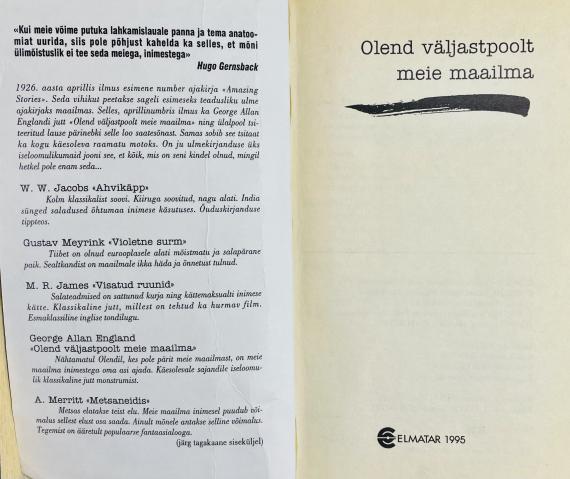 «Kui meie võime putuka lahkamislauale panna ja tema anatoo-
miat uurida, siis pole põhjust kahelda ka selles, et mõni
ülimõistuslik ei tee seda meiega, inimestega»
Hugo Gernsback
1926. aasta aprillis ilmus esimene number ajakirja «Amazing
Stories». Seda vihikut peetakse sageli esimeseks teadusliku ulme
ajakirjaks maailmas. Selles, aprillinumbris ilmus ka George Allan
Englandi jutt «Olend väljastpoolt meie maailma» ning ülalpool tsi-
teeritud lause pärinebki selle loo saatesõnast. Samas sobib see tsitaat
ka kogu käesoleva raamatu motoks. On ju ulmekirjanduse üks
iseloomulikumaid jooni see, et kõik, mis on seni kindel olnud, mingil
hetkel pole enam seda...
W. W. Jacobs «Ahvikäpp»
Kolm klassikalist soovi. Kiiruga soovitud, nagu alati. India
sünged saladused õhtumaa inimese käsutuses. Õuduskirjanduse
tippteos.
Gustav Meyrink «Violetne surm»
Tiibet on olnud eurooplasele alati mõistmatu ja salapärane
paik. Sealtkandist on maailmale ikka häda ja õnnetust tulnud.
M. R. James «Visatud ruunid»
Salateadmised on sattunud kurja ning kättemaksualti inimese
kätte. Klassikaline jutt, millest on tehtud ka hurmav film.
Esmaklassiline inglise tondilugu.
George Allan England
«Olend väljastpoolt meie maailma»
Nähtamatul Olendil, kes pole pärit meie maailmast, on meie
maailma inimestega oma asi ajada. Käesolevale sajandile iseloomu-
lik klassikaline jutt monstrumist.
A. Merritt «Metsaneidis»
Metsas elatakse teist elu. Meie maailma inimesel puudub või-
malus sellest elust osa saada. Ainult mõnele antakse selline võimalus.
Tegemist on ääretult populaarse fantaasialooga.
(järg tagakaane siseküljel)
Olend väljastpoolt
meie maailma
ELMATAR 1995